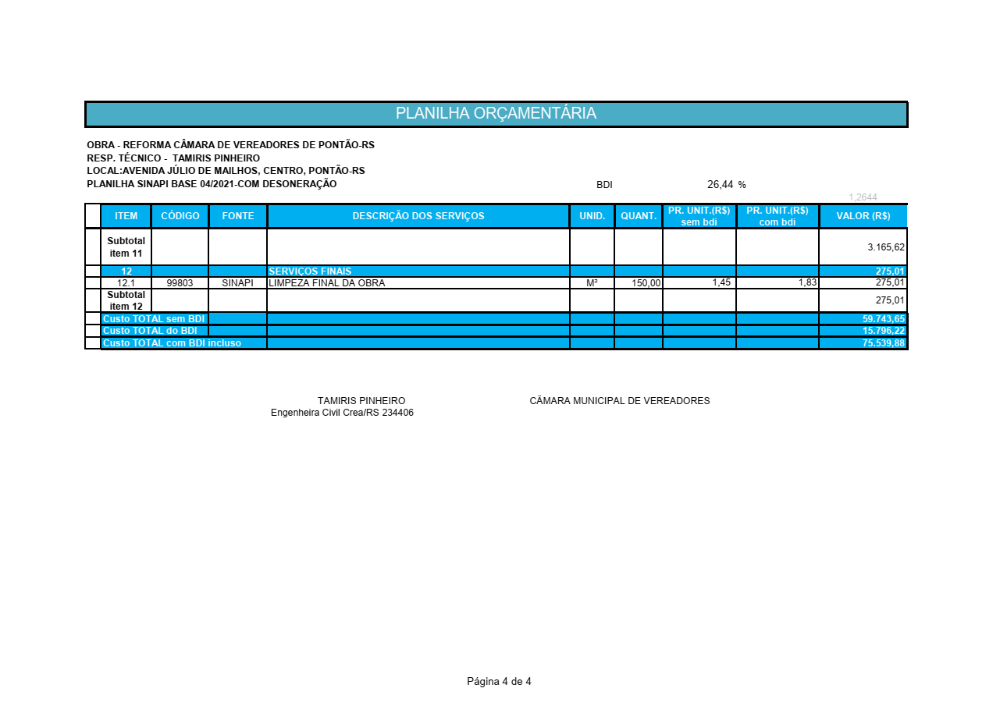 PLANILHA ORÇAMENTÁRIA
OBRA - REFORMA CÂMARA DE VEREADORES DE PONTÃO-RS
RESP. TÉCNICO - TAMIRIS PINHEIRO
LOCAL:AVENIDA JÚLIO DE MAILHOS, CENTRO, PONTÃO-RS
PLANILHA SINAPI BASE 04/2021-COM DESONERAÇÃO BDI 26,44 %
1,2644
ITEM CÓDIGO FONTE DESCRIÇÃO DOS SERVIÇOS UNID. QUANT. PR. UNIT.(R$) sem bdi PR. UNIT.(R$) com bdi VALOR (R$)
Subtotal item 11 3.165,62
12 SERVIÇOS FINAIS 275,01
12.1 99803 SINAPI LIMPEZA FINAL DA OBRA M² 150,00 1,45 1,83 275,01
Subtotal item 12 275,01
Custo TOTAL sem BDI 59.743,65
Custo TOTAL do BDI 15.796,22
Custo TOTAL com BDI incluso 75.539,88
TAMIRIS PINHEIRO CÂMARA MUNICIPAL DE VEREADORES
Engenheira Civil Crea/RS 234406
Página 4 de 4